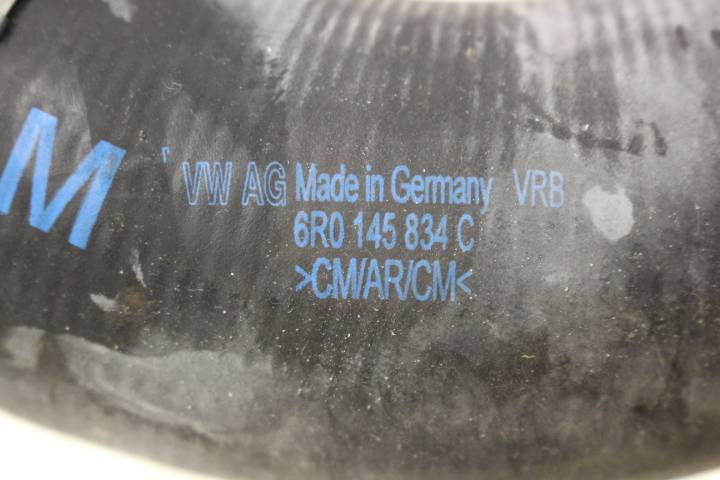 M
VW AG Made in Germany VRB
6R0 145 834 C
>CM/AR/CM<